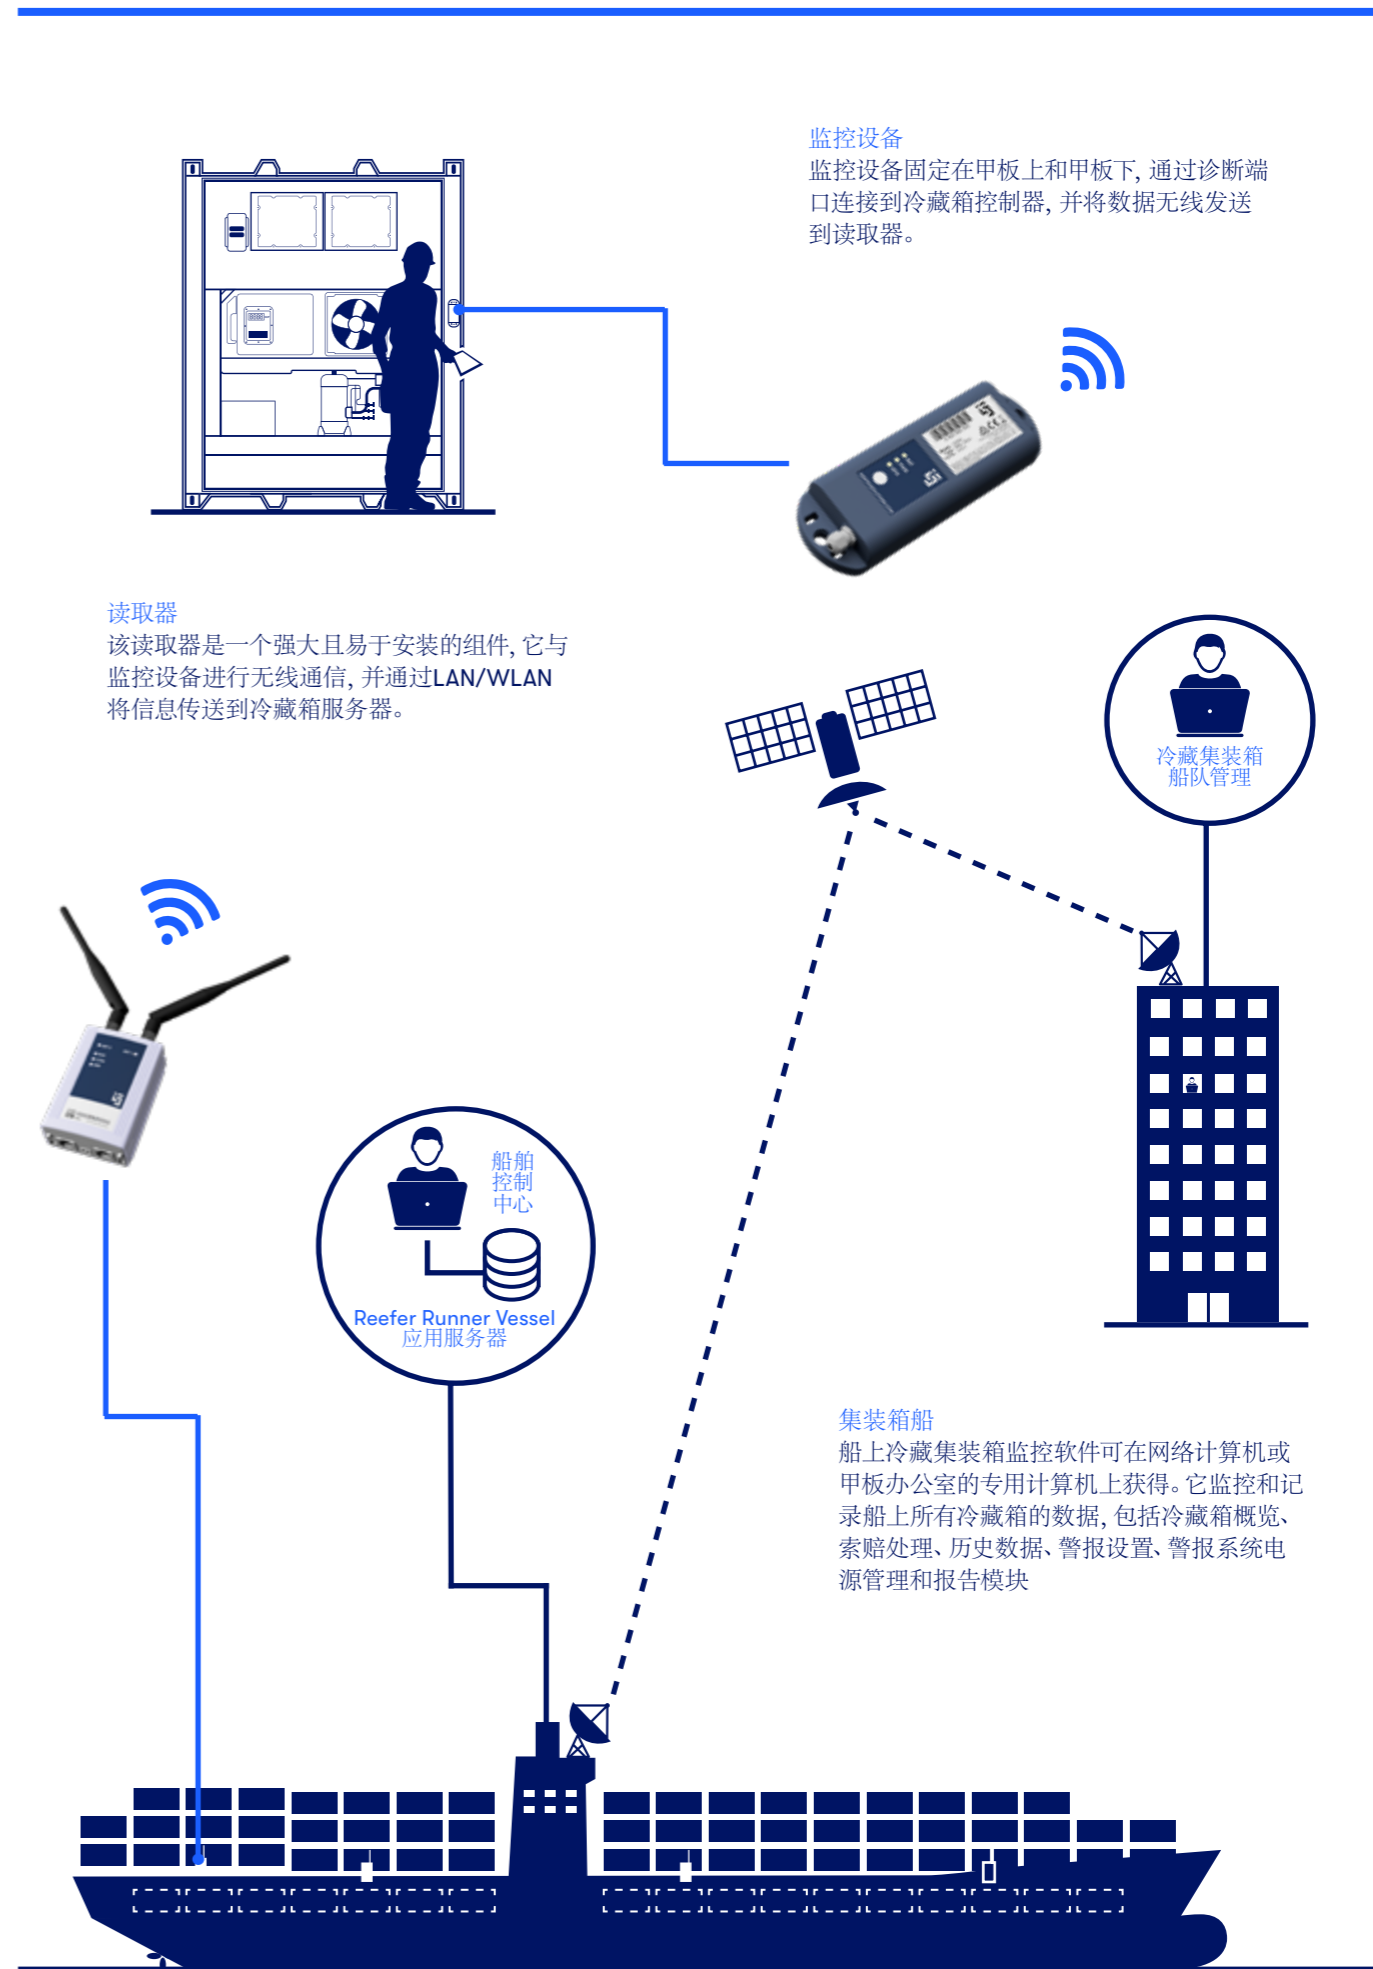 监控设备
监控设备固定在甲板上和甲板下, 通过诊断端
口连接到冷藏箱控制器, 并将数据无线发送
到读取器。
读取器
该读取器是一个强大且易于安装的组件, 它与
监控设备进行无线通信, 并通过LAN/WLAN
将信息传送到冷藏箱服务器。
冷藏集装箱
船队管理
船舶
控制
中心
Reefer Runner Vessel
应用服务器
集装箱船
船上冷藏集装箱监控软件可在网络计算机或
甲板办公室的专用计算机上获得。它监控和记
录船上所有冷藏箱的数据, 包括冷藏箱概览、
索赔处理、历史数据、警报设置、警报系统电
源管理和报告模块